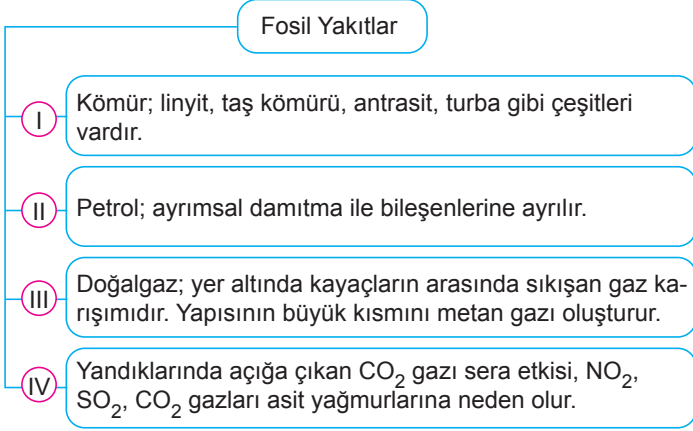 Fosil Yakıtlar
I
Kömür; linyit, taş kömürü, antrasit, turba gibi çeşitleri
vardır.
II
Petrol; ayrımsal damıtma ile bileşenlerine ayrılır.
III
Doğalgaz; yer altında kayaçların arasında sıkışan gaz ka-
rışımıdır. Yapısının büyük kısmını metan gazı oluşturur.
IV
Yandıklarında açığa çıkan CO₂ gazı sera etkisi, NO₂,
SO₂, CO₂ gazları asit yağmurlarına neden olur.